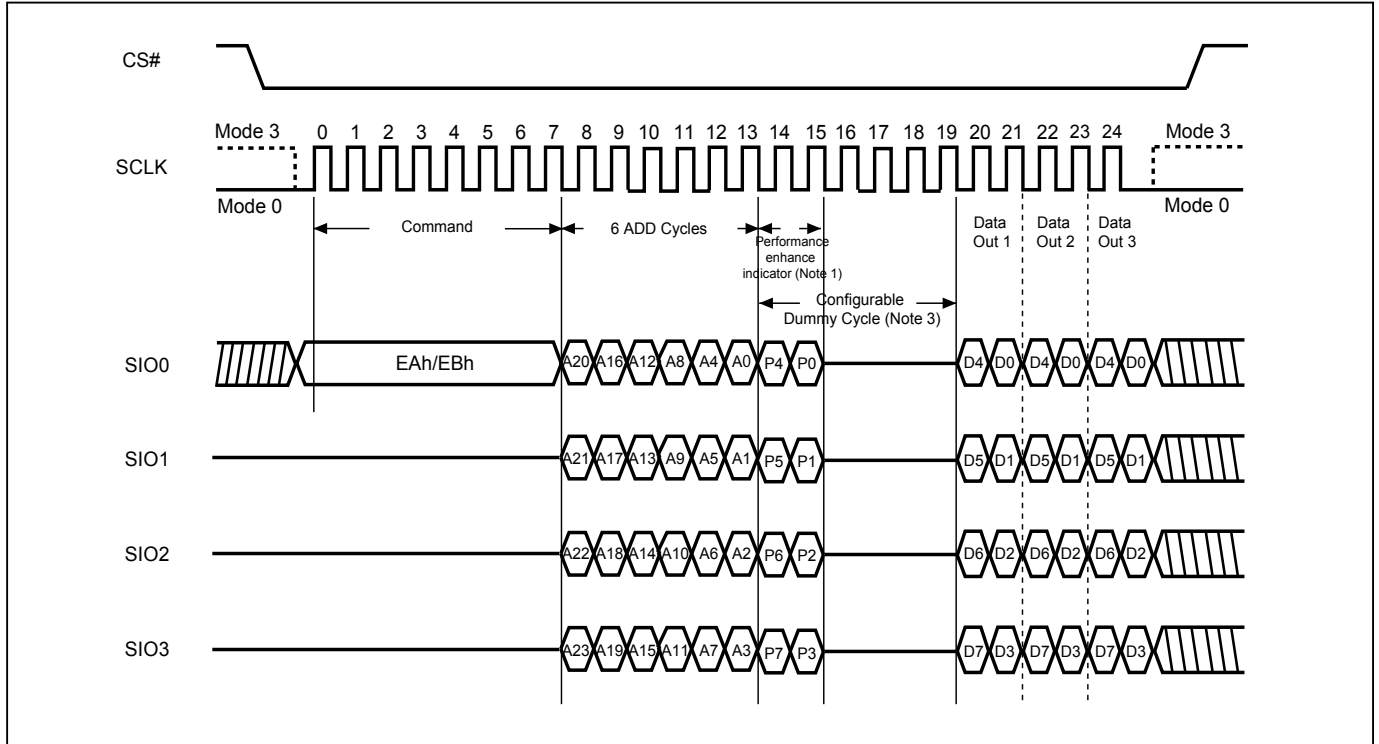 CS#
Mode 3 0 1 2 3 4 5 6 7 8 9 10 11 12 13 14 15 16 17 18 19 20 21 22 23 24 Mode 3
SCLK
Mode 0 Mode 0
Command 6 ADD Cycles
Performance
enhance
indicator (Note 1)
Data
Out 1
Data
Out 2
Data
Out 3
Configurable
Dummy Cycle (Note 3)
SIO0 EAh/EBh A20 A16 A12 A8 A4 A0 P4 P0 D4 D0 D4 D0 D4 D0
SIO1 A21 A17 A13 A9 A5 A1 P5 P1 D5 D1 D5 D1 D5 D1
SIO2 A22 A18 A14 A10 A6 A2 P6 P2 D6 D2 D6 D2 D6 D2
SIO3 A23 A19 A15 A11 A7 A3 P7 P3 D7 D3 D7 D3 D7 D3